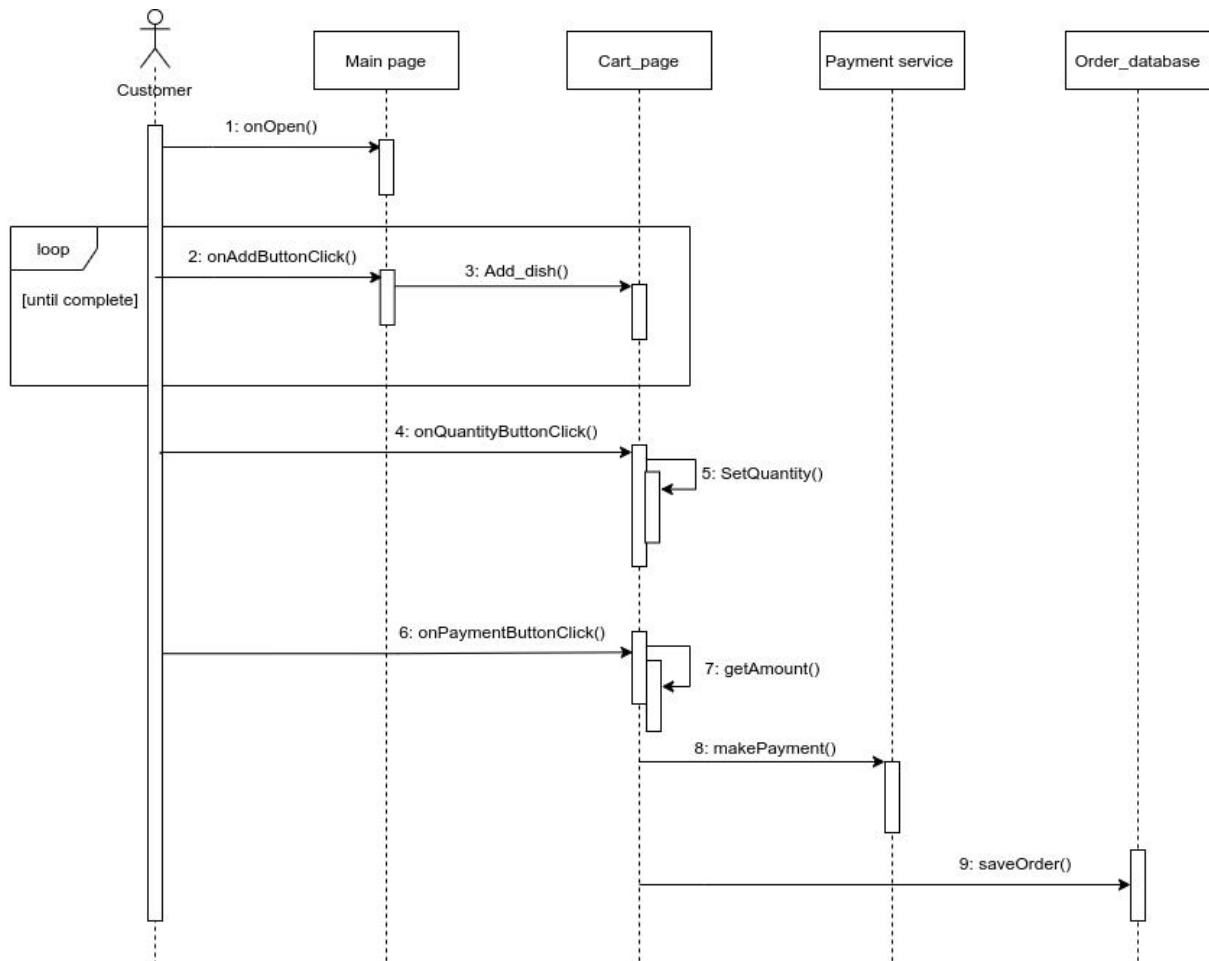 Customer
Main page
Cart_page
Payment service
Order_database
1: onOpen()
loop
2: onAddButtonClick()
3: Add_dish()
[until complete]
4: onQuantityButtonClick()
5: SetQuantity()
6: onPaymentButtonClick()
7: getAmount()
8: makePayment()
9: saveOrder()